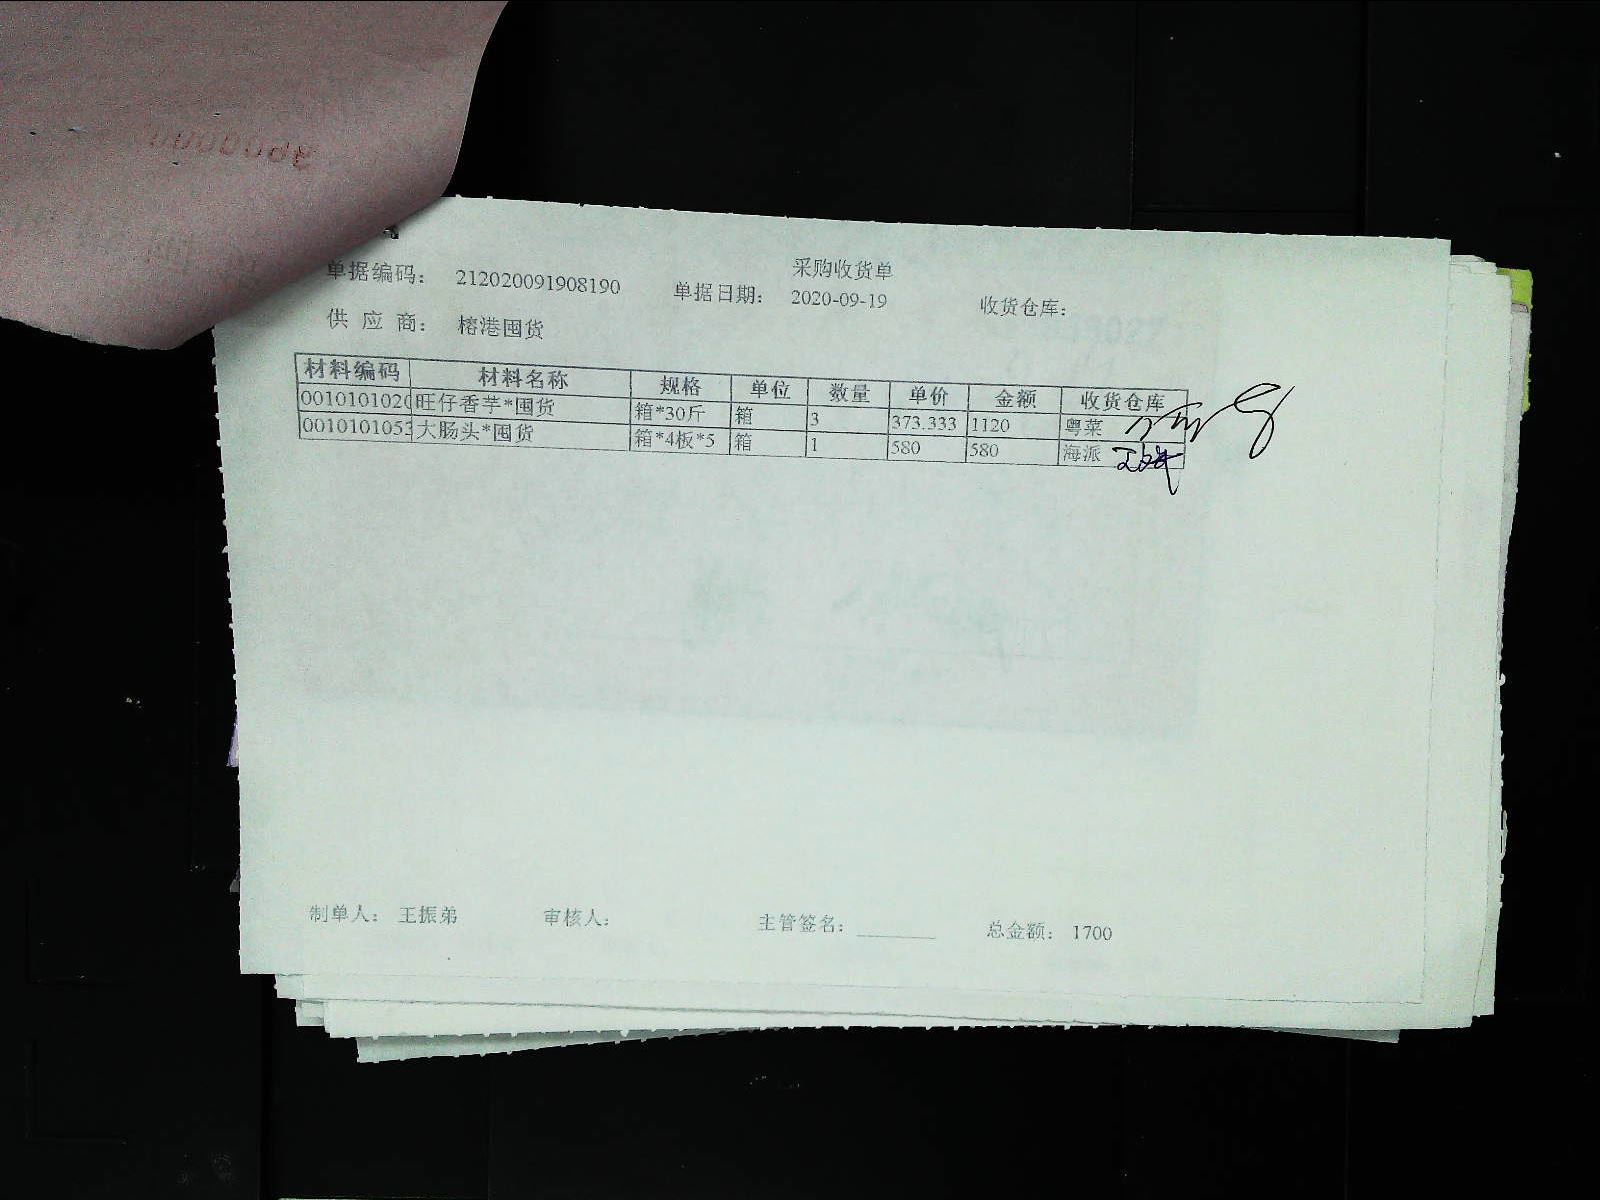 采购收货单
单据编码： 212020091908190 单据日期： 2020-09-19 收货仓库：
供 应 商： 榕港囤货
材料编码 材料名称 规格 单位 数量 单价 金额 收货仓库
0010101020 旺仔香芋*囤货 箱*30斤 箱 3 373.333 1120 粤菜
0010101053 大肠头*囤货 箱*4板*5 箱 1 580 580 海派
制单人： 王振弟 审核人： 主管签名： 总金额： 1700